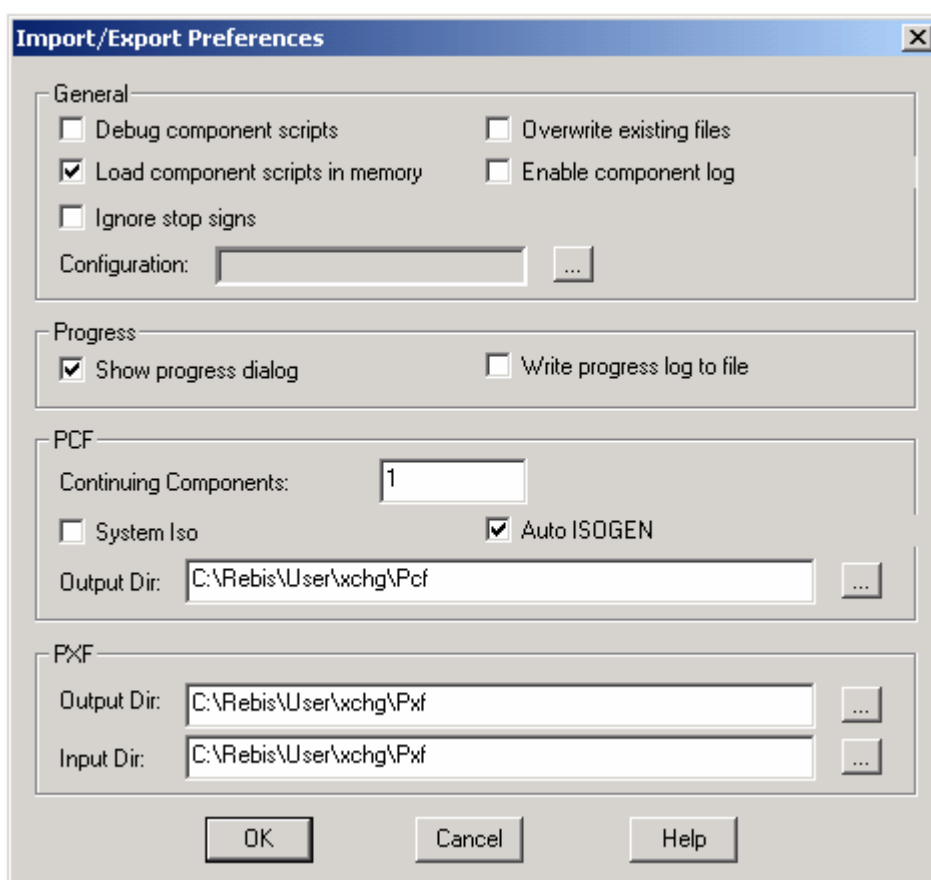 Import/Export Preferences
General
Debug component scripts
Overwrite existing files
Load component scripts in memory
Enable component log
Ignore stop signs
Configuration:
...
Progress
Show progress dialog
Write progress log to file
PCF
Continuing Components:
1
System Iso
Auto ISOGEN
Output Dir:
C:\Rebis\User\xchg\Pcf
...
PXF
Output Dir:
C:\Rebis\User\xchg\Pxf
...
Input Dir:
C:\Rebis\User\xchg\Pxf
...
OK
Cancel
Help